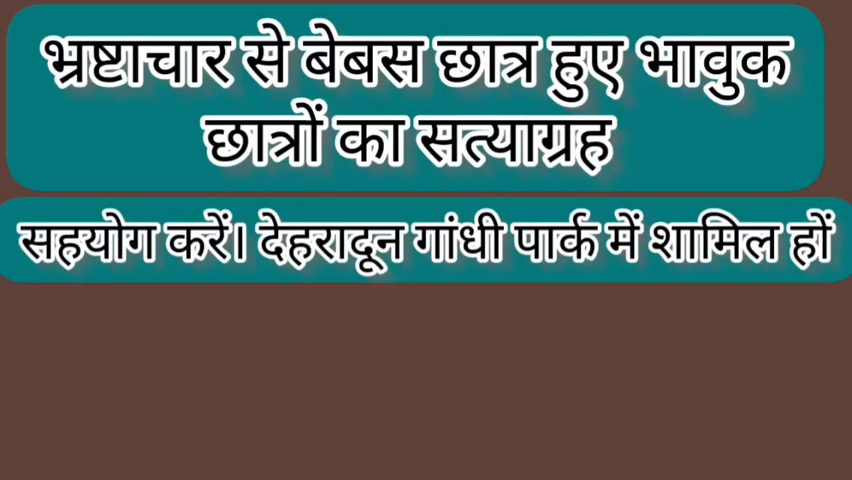 भ्रष्टाचार से बेबस छात्र हुए भावुक
छात्रों का सत्याग्रह
सहयोग करें। देहरादून गांधी पार्क में शामिल हों